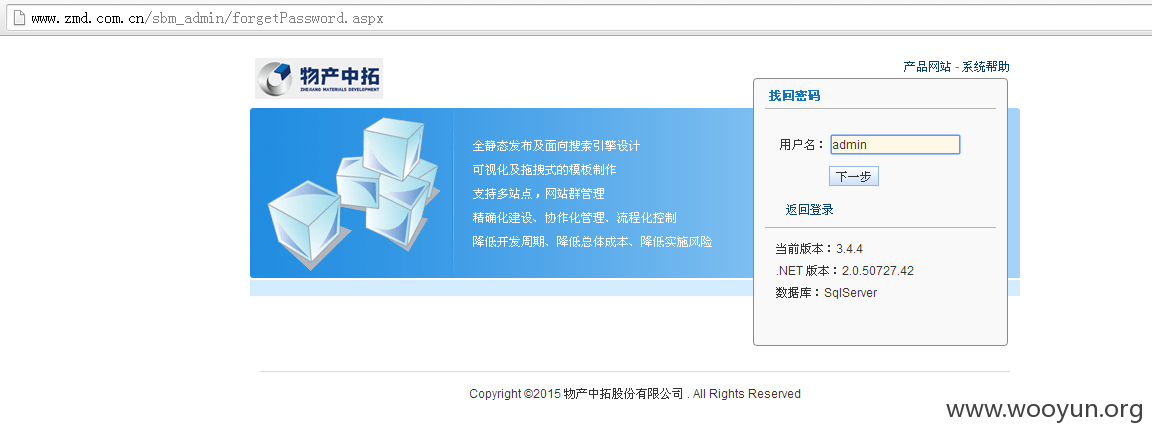 www.zmd.com.cn/sbm_admin/forgetPassword.aspx
物产中拓
ZHEJIANG MATERIALS DEVELOPMENT
产品网站 - 系统帮助
全静态发布及面向搜索引擎设计
可视化及拖拽式的模板制作
支持多站点，网站群管理
精确化建设、协作化管理、流程化控制
降低开发周期、降低总体成本、降低实施风险
找回密码
用户名： admin
下一步
返回登录
当前版本：3.4.4
.NET 版本：2.0.50727.42
数据库：SqlServer
Copyright ©2015 物产中拓股份有限公司 . All Rights Reserved
www.wooyun.org